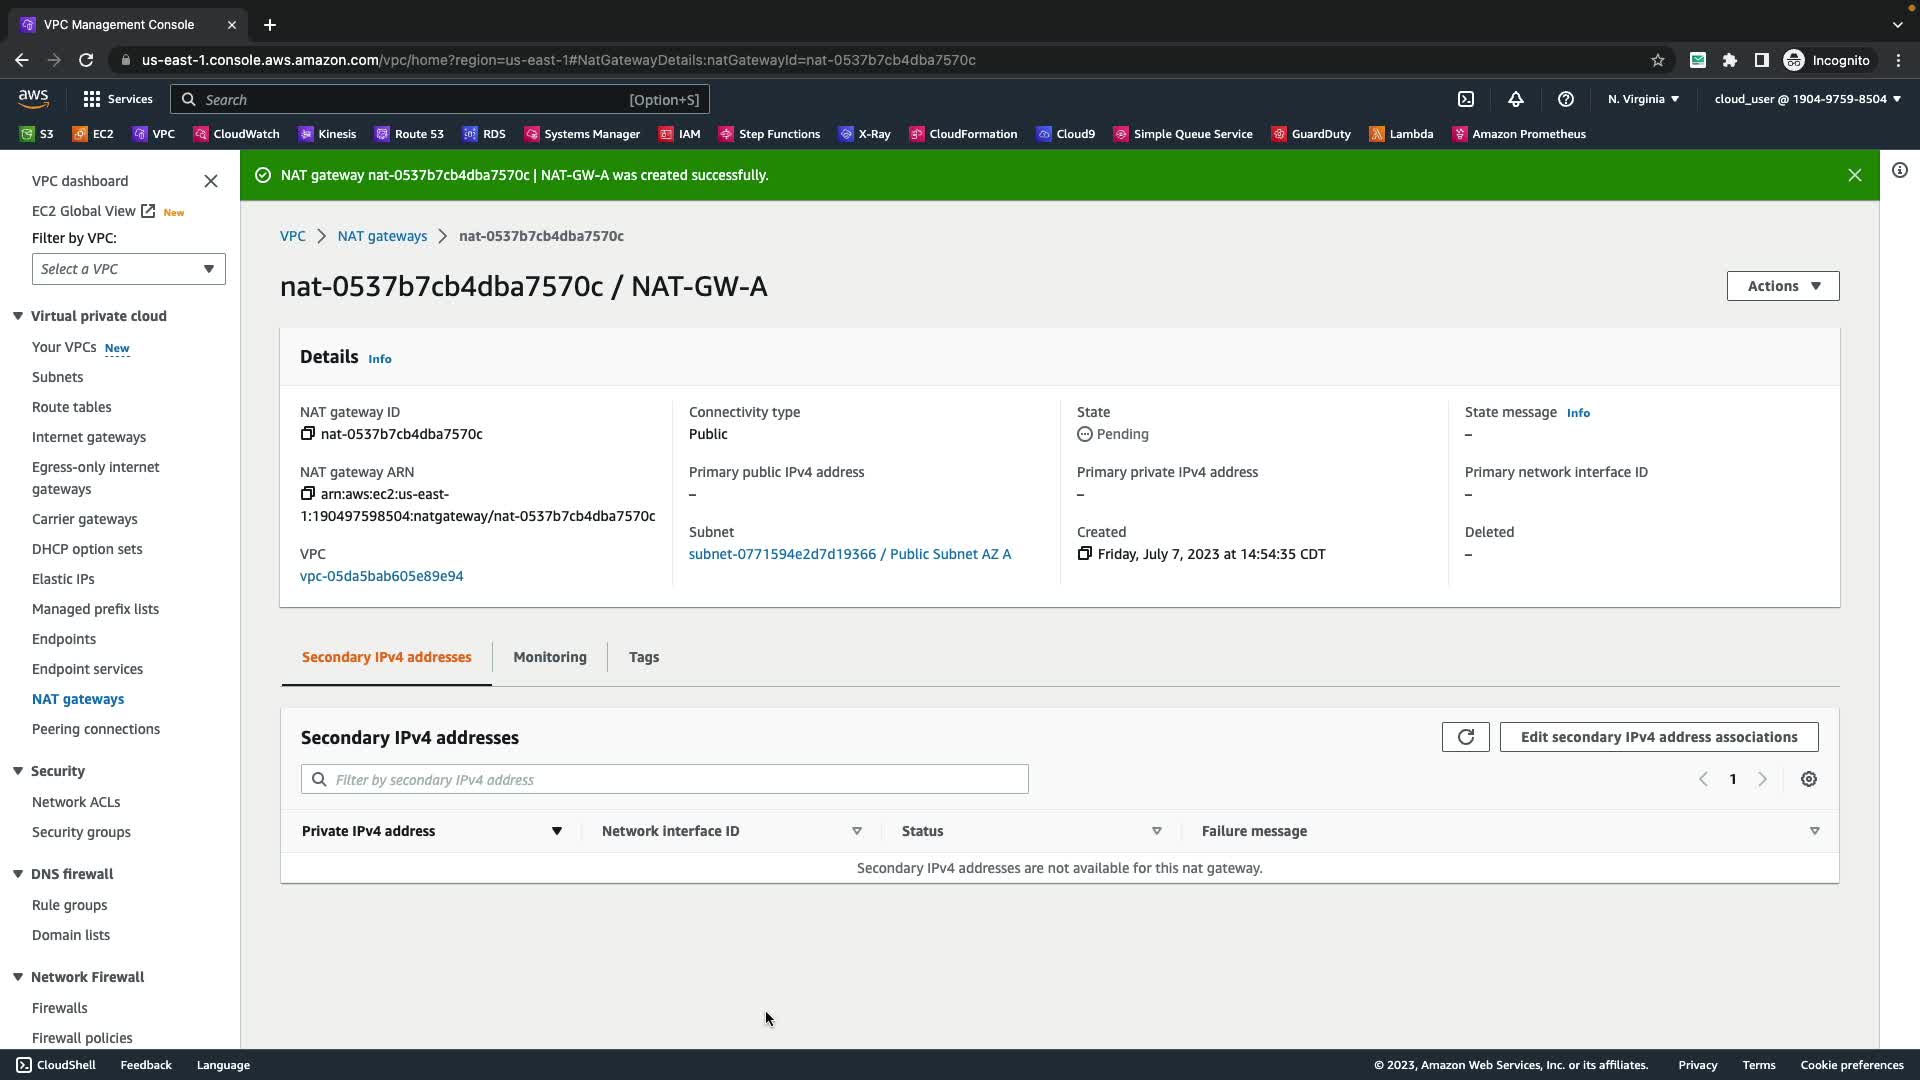 VPC Management Console
us-east-1.console.aws.amazon.com/vpc/home?region=us-east-1#NatGatewayDetails:natGatewayId=nat-0537b7cb4dba7570c
Incognito
aws
Services
Search
[Option+S]
N. Virginia
cloud_user @ 1904-9759-8504
S3
EC2
VPC
CloudWatch
Kinesis
Route 53
RDS
Systems Manager
IAM
Step Functions
X-Ray
CloudFormation
Cloud9
Simple Queue Service
GuardDuty
Lambda
Amazon Prometheus
VPC dashboard
EC2 Global View New
Filter by VPC:
Select a VPC
Virtual private cloud
Your VPCs New
Subnets
Route tables
Internet gateways
Egress-only internet
gateways
Carrier gateways
DHCP option sets
Elastic IPs
Managed prefix lists
Endpoints
Endpoint services
NAT gateways
Peering connections
Security
Network ACLs
Security groups
DNS firewall
Rule groups
Domain lists
Network Firewall
Firewalls
Firewall policies
NAT gateway nat-0537b7cb4dba7570c | NAT-GW-A was created successfully.
VPC
NAT gateways
nat-0537b7cb4dba7570c
nat-0537b7cb4dba7570c / NAT-GW-A
Actions
Details Info
NAT gateway ID
nat-0537b7cb4dba7570c
NAT gateway ARN
arn:aws:ec2:us-east-
1:190497598504:natgateway/nat-0537b7cb4dba7570c
VPC
vpc-05da5bab605e89e94
Connectivity type
Public
Primary public IPv4 address
–
Subnet
subnet-0771594e2d7d19366 / Public Subnet AZ A
State
Pending
Primary private IPv4 address
–
Created
Friday, July 7, 2023 at 14:54:35 CDT
State message Info
–
Primary network interface ID
–
Deleted
–
Secondary IPv4 addresses
Monitoring
Tags
Secondary IPv4 addresses
Edit secondary IPv4 address associations
Filter by secondary IPv4 address
1
Private IPv4 address
Network interface ID
Status
Failure message
Secondary IPv4 addresses are not available for this nat gateway.
CloudShell
Feedback
Language
© 2023, Amazon Web Services, Inc. or its affiliates.
Privacy
Terms
Cookie preferences